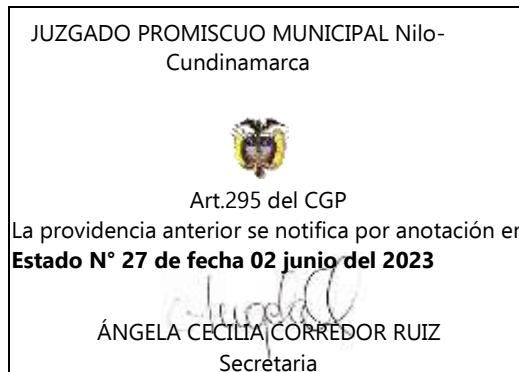 JUZGADO PROMISCUO MUNICIPAL Nilo-
Cundinamarca
Art.295 del CGP
La providencia anterior se notifica por anotación en
Estado N° 27 de fecha 02 junio del 2023
ÁNGELA CECILIA CORREDOR RUIZ
Secretaria